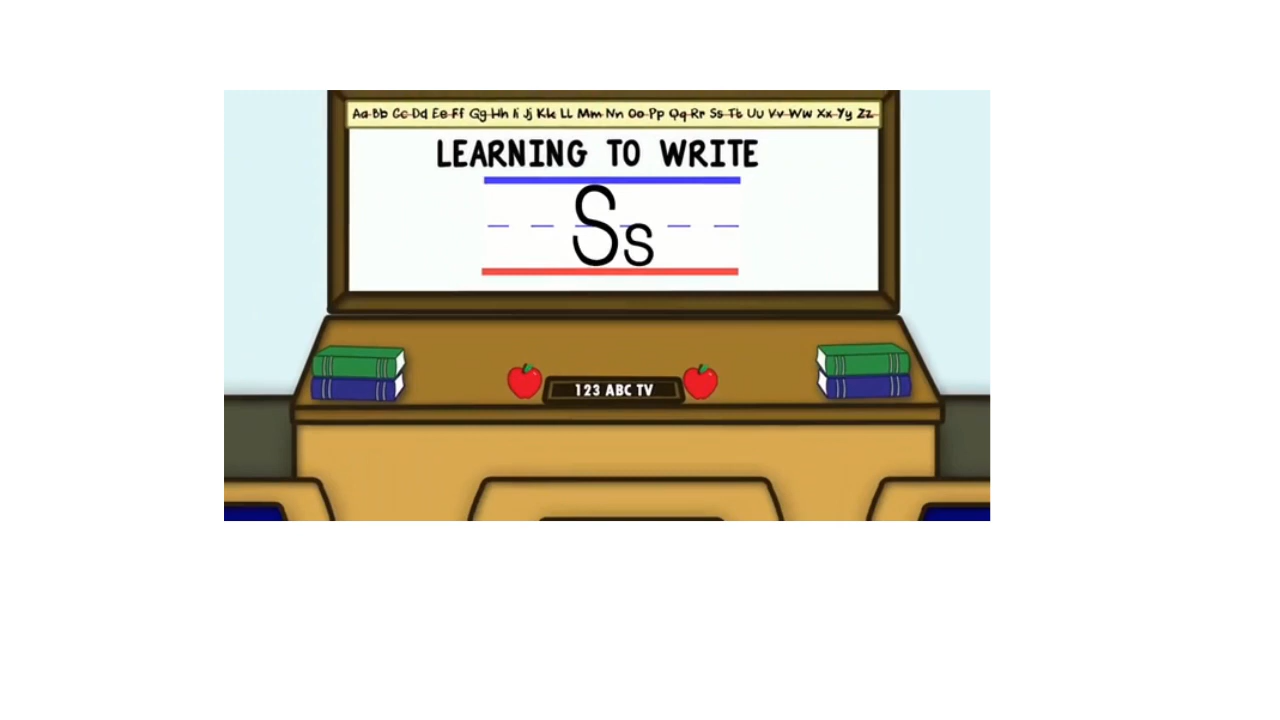 Aa Bb Cc Dd Ee Ff Gg Hh Ii Jj Kk LL Mm Nn Oo Pp Qq Rr Ss Tt Uu Vv Ww Xx Yy Zz
LEARNING TO WRITE
Ss
123 ABC TV